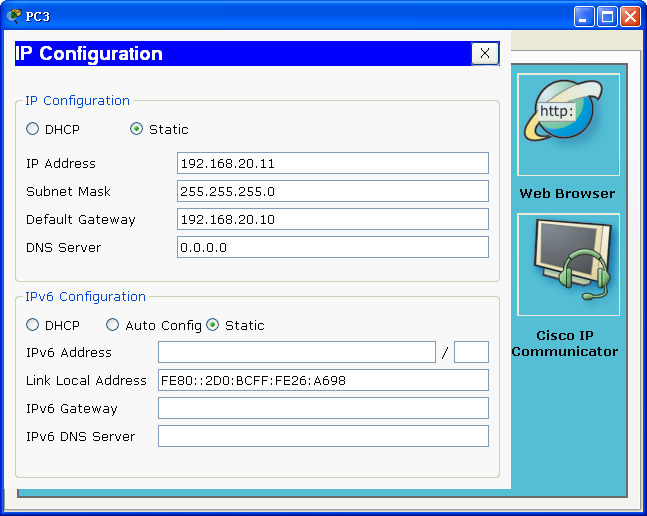 PC3
IP Configuration
X
IP Configuration
DHCP
Static
IP Address
192.168.20.11
Subnet Mask
255.255.255.0
Default Gateway
192.168.20.10
DNS Server
0.0.0.0
IPv6 Configuration
DHCP
Auto Config
Static
IPv6 Address
/
Link Local Address
FE80::2D0:BCFF:FE26:A698
IPv6 Gateway
IPv6 DNS Server
http:
Web Browser
Cisco IP
Communicator